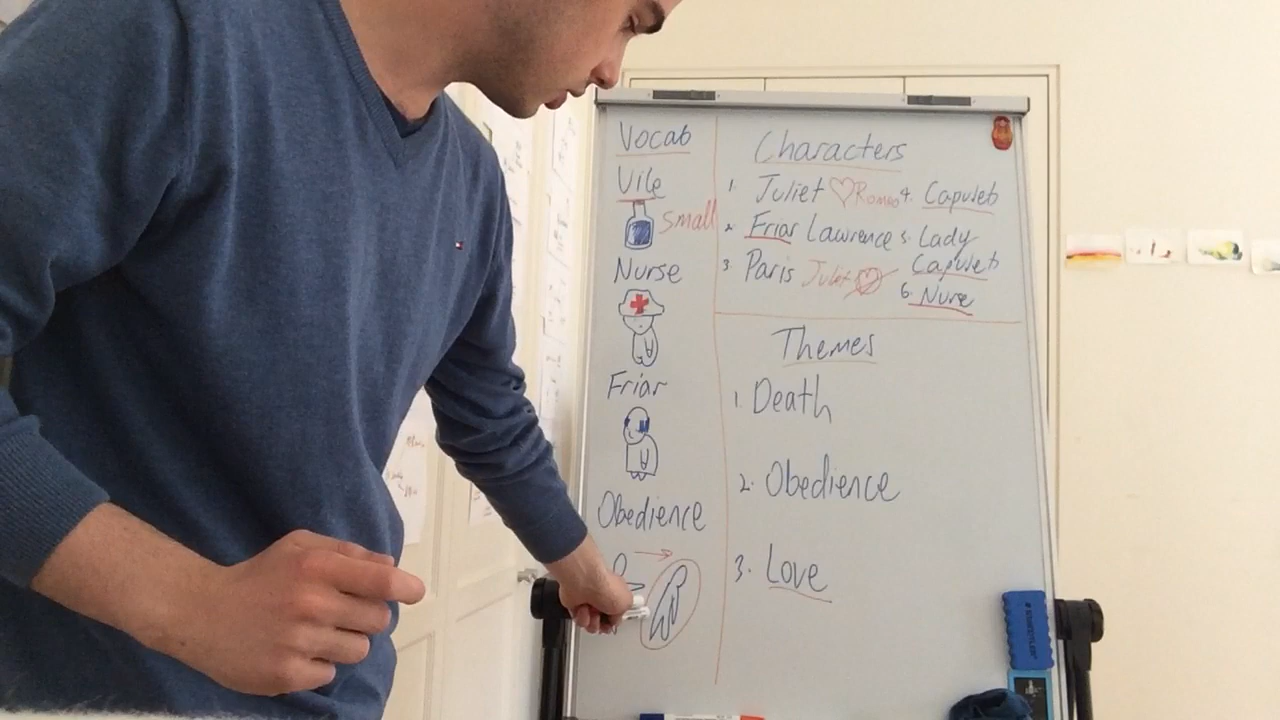 Vocab
Vile
Small
Nurse
Friar
Obedience
Characters
1. Juliet Romeo
2. Friar Lawrence
3. Paris Juliet
4. Capulet
5. Lady
Capulet
6. Nurse
Themes
1. Death
2. Obedience
3. Love